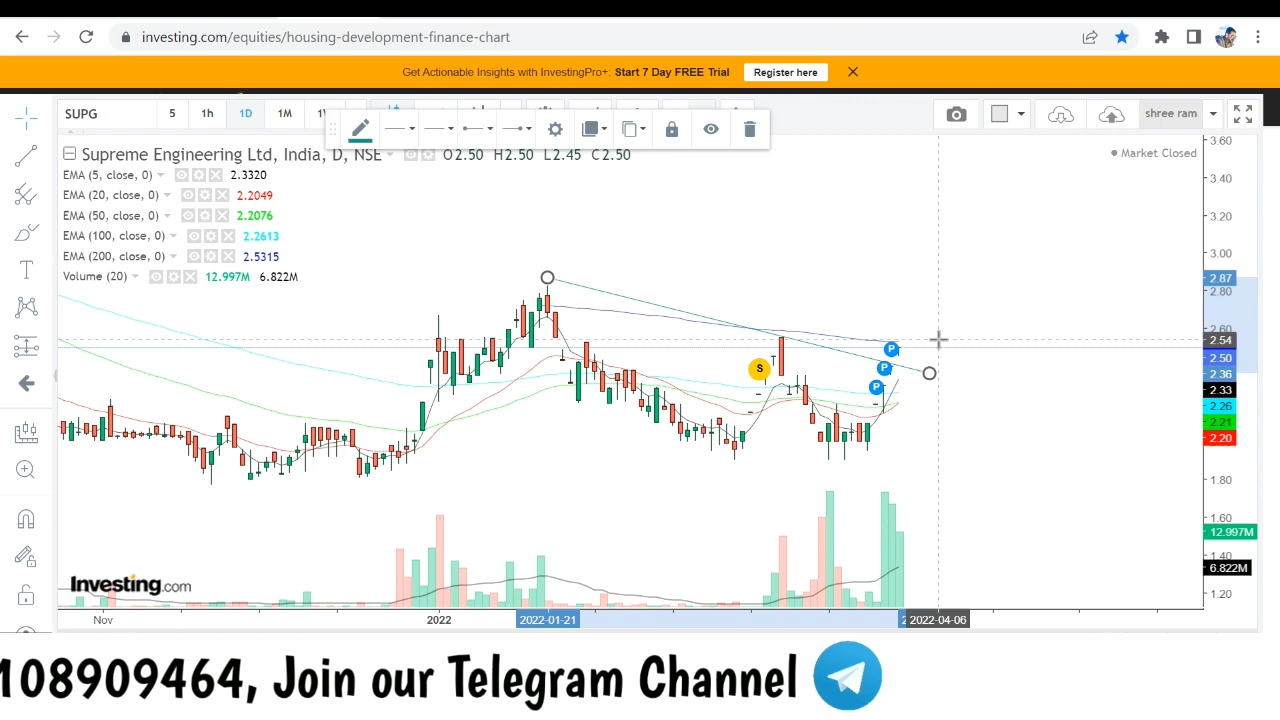 investing.com/equities/housing-development-finance-chart
Get Actionable Insights with InvestingPro+: Start 7 Day FREE Trial Register here
SUPG 5 1h 1D 1M shree ram
Supreme Engineering Ltd, India, D, NSE O2.50 H2.50 L2.45 C2.50 Market Closed
EMA (5, close, 0) 2.3320
EMA (20, close, 0) 2.2049
EMA (50, close, 0) 2.2076
EMA (100, close, 0) 2.2613
EMA (200, close, 0) 2.5315
Volume (20) 12.997M 6.822M
3.60
3.40
3.20
3.00
2.87
2.80
2.60
2.54
2.50
2.36
2.33
2.26
2.21
2.20
1.80
1.60
12.997M
1.40
6.822M
1.20
S
P
P
P
Investing.com
Nov 2022 2022-01-21 2022-04-06
108909464, Join our Telegram Channel